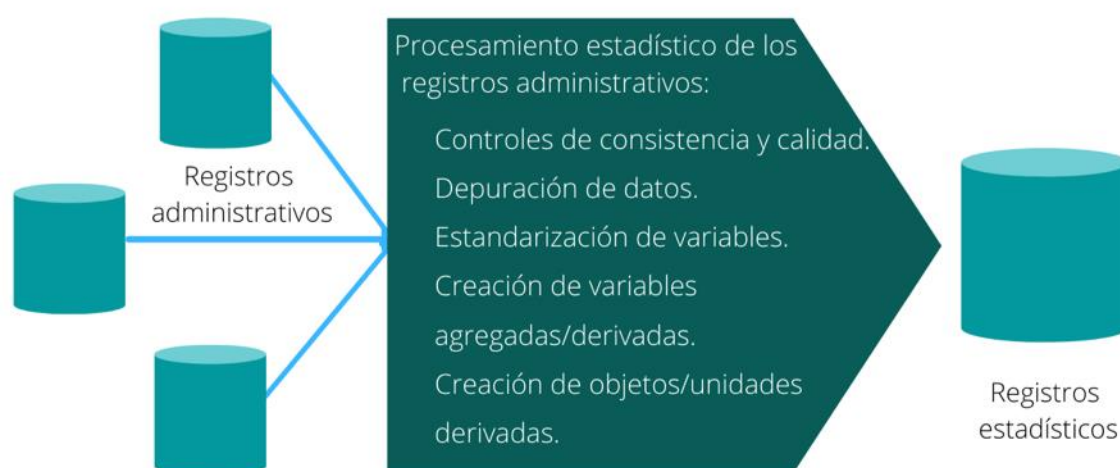 Registros
administrativos
Procesamiento estadístico de los
registros administrativos:
Controles de consistencia y calidad.
Depuración de datos.
Estandarización de variables.
Creación de variables
agregadas/derivadas.
Creación de objetos/unidades
derivadas.
Registros
estadísticos